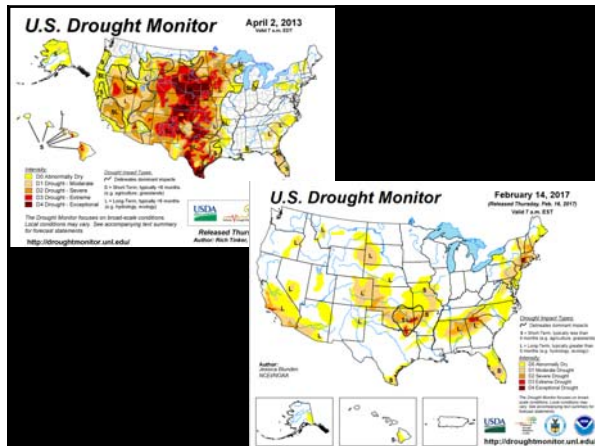 U.S. Drought Monitor
April 2, 2013
Valid 7 a.m. EDT
Intensity:
D0 Abnormally Dry
D1 Drought - Moderate
D2 Drought - Severe
D3 Drought - Extreme
D4 Drought - Exceptional
Drought Impact Types:
Delineates dominant impacts
S = Short-Term, typically <6 months
(e.g. agriculture, grasslands)
L = Long-Term, typically >6 months
(e.g. hydrology, ecology)
The Drought Monitor focuses on broad-scale conditions.
Local conditions may vary. See accompanying text summary
for forecast statements.
http://droughtmonitor.unl.edu/
USDA
Released Thur
Author: Rich Tinker,
U.S. Drought Monitor
February 14, 2017
(Released Thursday, Feb. 16, 2017)
Valid 7 a.m. EST
Drought Impact Types:
Delineates dominant impacts
S = Short-Term, typically less than
6 months (e.g. agriculture, grasslands)
L = Long-Term, typically greater than
6 months (e.g. hydrology, ecology)
Intensity:
D0 Abnormally Dry
D1 Moderate Drought
D2 Severe Drought
D3 Extreme Drought
D4 Exceptional Drought
Author:
Jessica Blunden
NCEI/NOAA
The Drought Monitor focuses on broad-
scale conditions. Local conditions may
vary. See accompanying text summary
for forecast statements.
USDA
http://droughtmonitor.unl.edu/